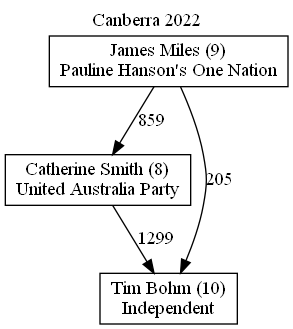 Canberra 2022
James Miles (9)
Pauline Hanson's One Nation
859
Catherine Smith (8)
United Australia Party
205
1299
Tim Bohm (10)
Independent